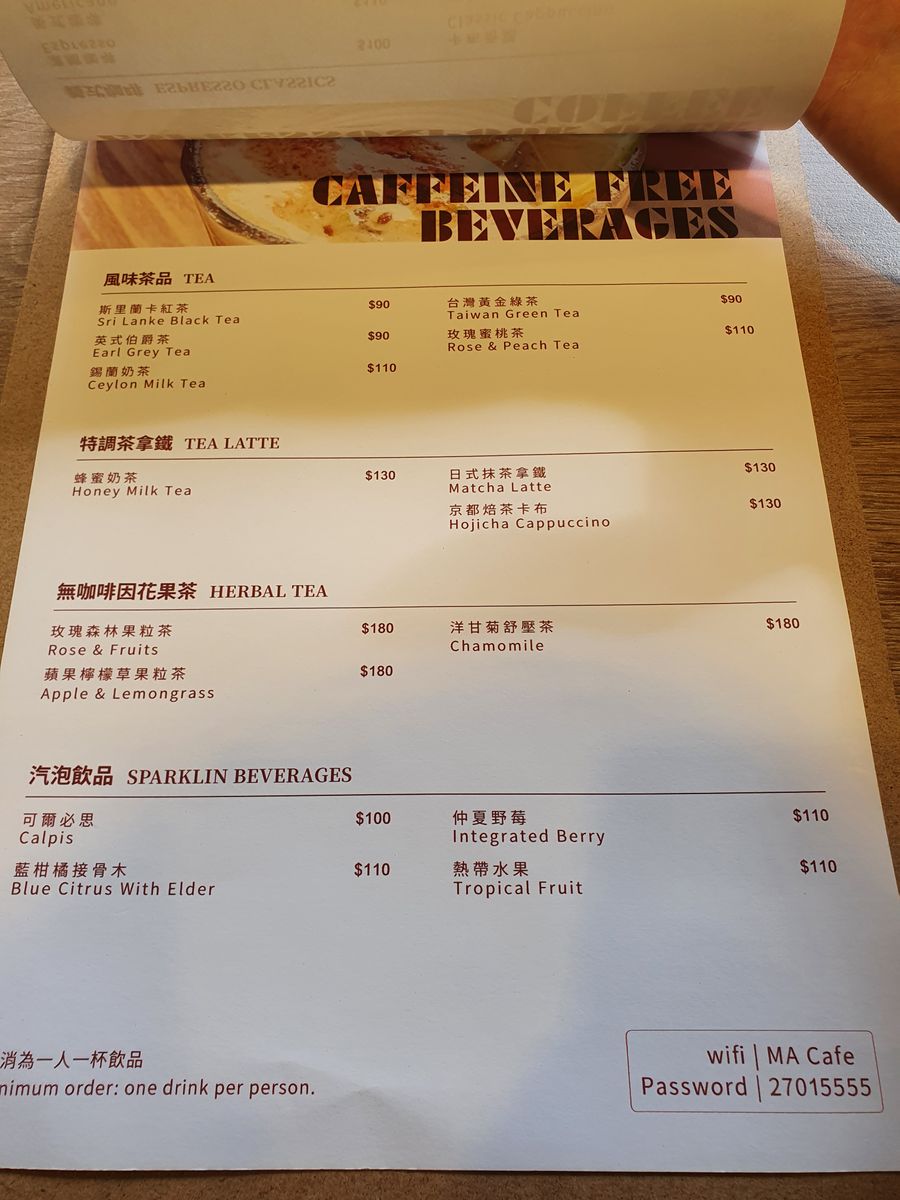 Americano
Espresso
$100
Classic Cappuccino
ESPRESSO CLASSICS
COFFEE
CAFFEINE FREE
BEVERAGES
風味茶品 TEA
斯里蘭卡紅茶 $90
Sri Lanke Black Tea
英式伯爵茶 $90
Earl Grey Tea
錫蘭奶茶 $110
Ceylon Milk Tea
台灣黃金綠茶 $90
Taiwan Green Tea
玫瑰蜜桃茶 $110
Rose & Peach Tea
特調茶拿鐵 TEA LATTE
蜂蜜奶茶 $130
Honey Milk Tea
日式抹茶拿鐵 $130
Matcha Latte
京都焙茶卡布 $130
Hojicha Cappuccino
無咖啡因花果茶 HERBAL TEA
玫瑰森林果粒茶 $180
Rose & Fruits
蘋果檸檬草果粒茶 $180
Apple & Lemongrass
洋甘菊舒壓茶 $180
Chamomile
汽泡飲品 SPARKLIN BEVERAGES
可爾必思 $100
Calpis
藍柑橘接骨木 $110
Blue Citrus With Elder
仲夏野莓 $110
Integrated Berry
熱帶水果 $110
Tropical Fruit
消為一人一杯飲品
nimum order: one drink per person.
wifi | MA Cafe
Password | 27015555